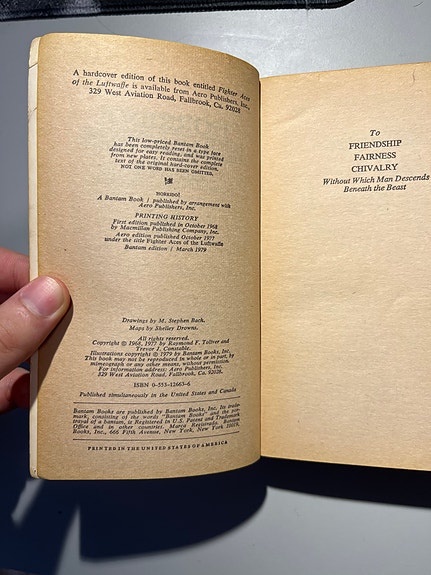 A hardcover edition of this book entitled Fighter Aces
of the Luftwaffe is available from Aero Publishers, Inc.,
329 West Aviation Road, Fallbrook, Ca. 92028
This low-priced Bantam Book
has been completely reset in a type face
designed for easy reading, and was printed
from new plates. It contains the complete
text of the original hard-cover edition.
NOT ONE WORD HAS BEEN OMITTED.
HORRIDO!
A Bantam Book / published by arrangement with
Aero Publishers, Inc.
PRINTING HISTORY
First edition published in October 1968
by Macmillan Publishing Company, Inc.
Aero edition published October 1977
under the title Fighter Aces of the Luftwaffe
Bantam edition / March 1979
Drawings by M. Stephen Bach.
Maps by Shelley Drowns.
All rights reserved.
Copyright © 1968, 1977 by Raymond F. Toliver and
Trevor J. Constable.
Illustrations copyright © 1979 by Bantam Books, Inc.
This book may not be reproduced in whole or in part, by
mimeograph or any other means, without permission.
For information address: Aero Publishers, Inc.
329 West Aviation Road, Fallbrook, Ca. 92028.
ISBN 0-553-12663-6
Published simultaneously in the United States and Canada
Bantam Books are published by Bantam Books, Inc. Its trade-
mark, consisting of the words "Bantam Books" and the por-
trayal of a bantam, is Registered in U.S. Patent and Trademark
Office and in other countries. Marca Registrada. Bantam
Books, Inc., 666 Fifth Avenue, New York, New York 10019.
PRINTED IN THE UNITED STATES OF AMERICA
To
FRIENDSHIP
FAIRNESS
CHIVALRY
Without Which Man Descends
Beneath the Beast